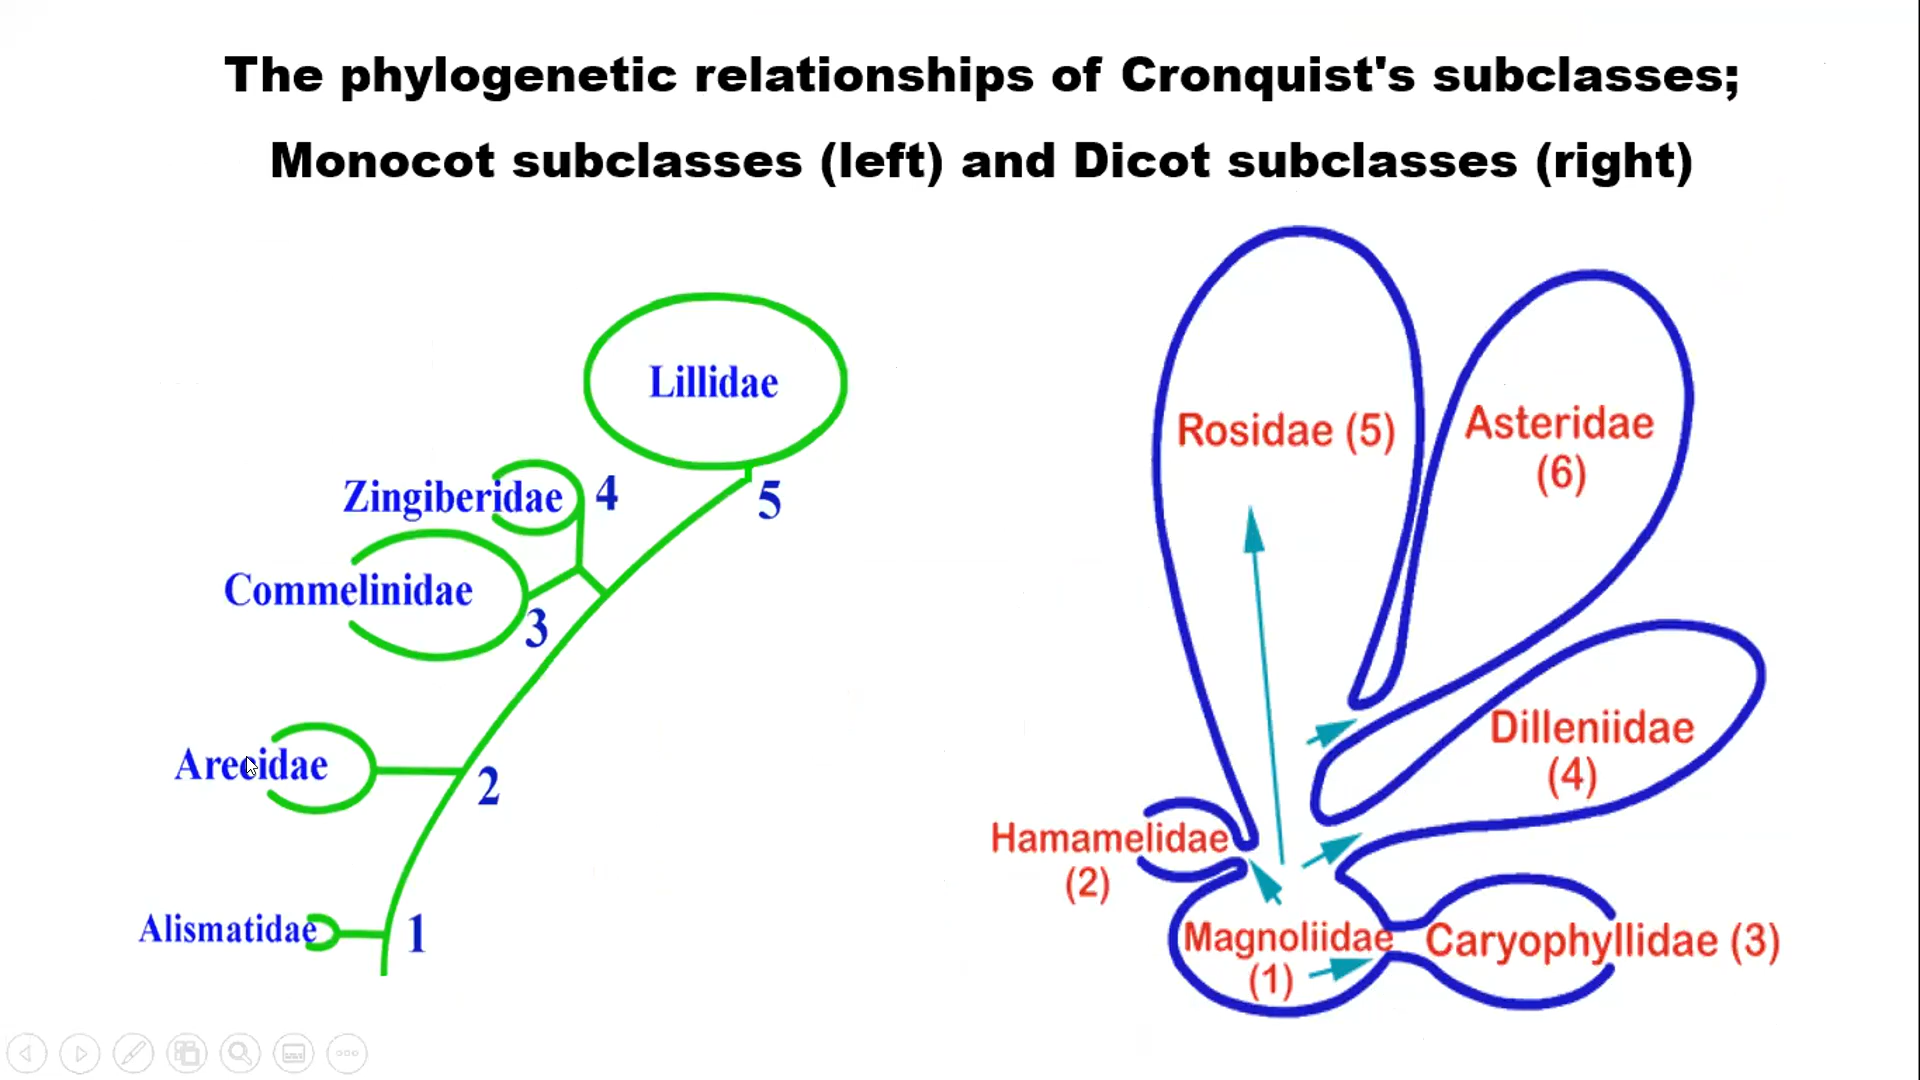 The phylogenetic relationships of Cronquist's subclasses;
Monocot subclasses (left) and Dicot subclasses (right)
Lillidae
Zingiberidae 4
5
Commelinidae
3
Arecidae
2
Alismatidae 1
Rosidae (5)
Asteridae
(6)
Dilleniidae
(4)
Hamamelidae
(2)
Magnoliidae
(1)
Caryophyllidae (3)